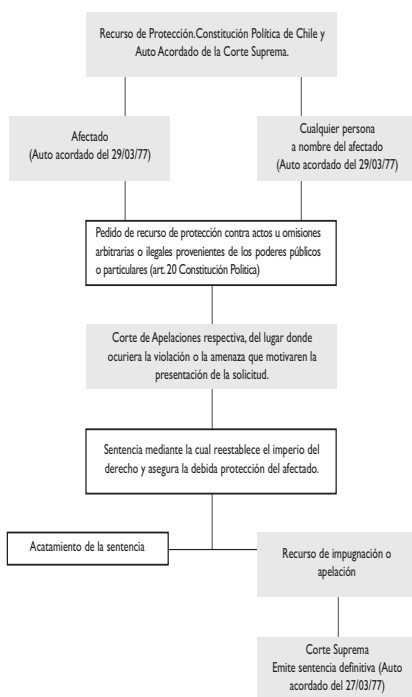 Recurso de Protección.Constitución Política de Chile y
Auto Acordado de la Corte Suprema.
Afectado
(Auto acordado del 29/03/77)
Cualquier persona
a nombre del afectado
(Auto acordado del 29/03/77)
Pedido de recurso de protección contra actos u omisiones
arbitrarias o ilegales provenientes de los poderes públicos
o particulares (art. 20 Constitución Política)
Corte de Apelaciones respectiva, del lugar donde
ocuriera la violación o la amenaza que motivaren la
presentación de la solicitud.
Sentencia mediante la cual reestablece el imperio del
derecho y asegura la debida protección del afectado.
Acatamiento de la sentencia
Recurso de impugnación o
apelación
Corte Suprema
Emite sentencia definitiva (Auto
acordado del 27/03/77)